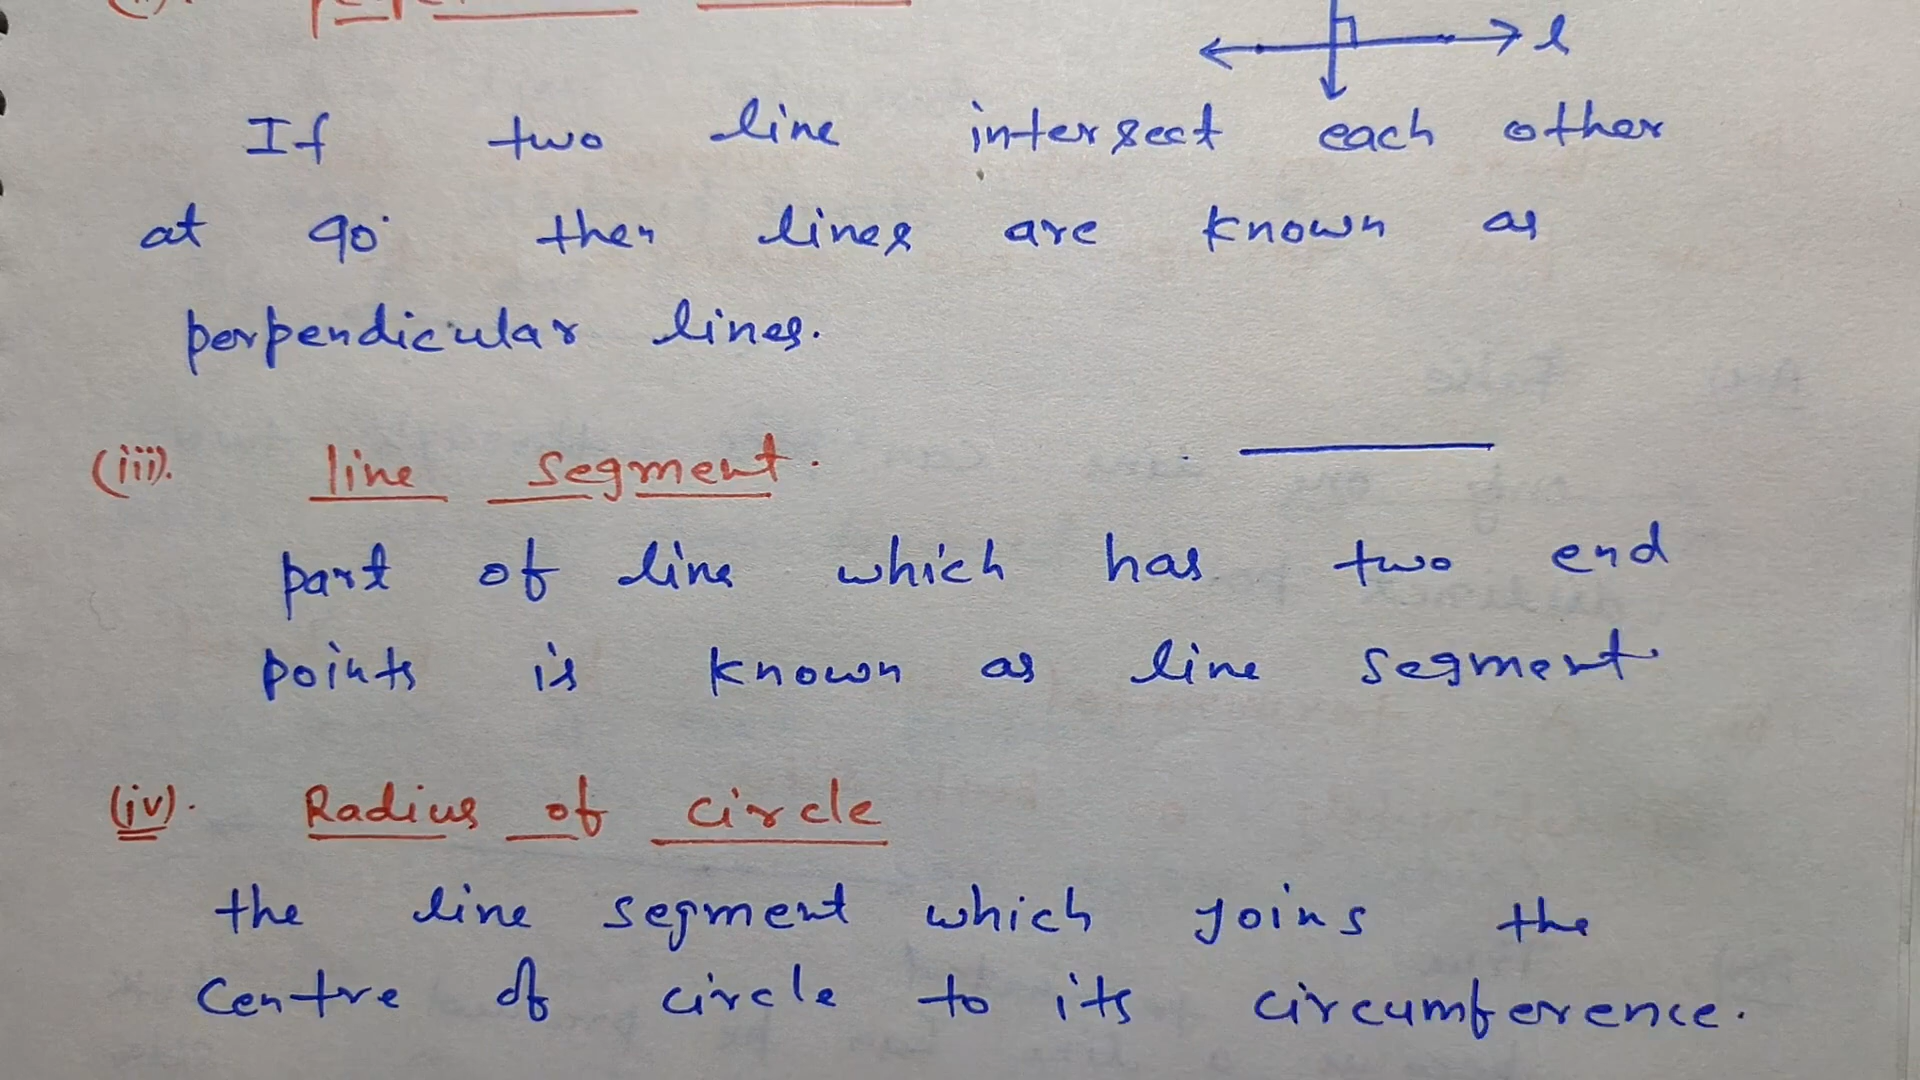 l
If two line intersect each other
at 90° then lines are known as
perpendicular lines.
(iii). line segment.
part of line which has two end
points is known as line segment
(iv). Radius of circle
the line segment which joins the
Centre of circle to its circumference.